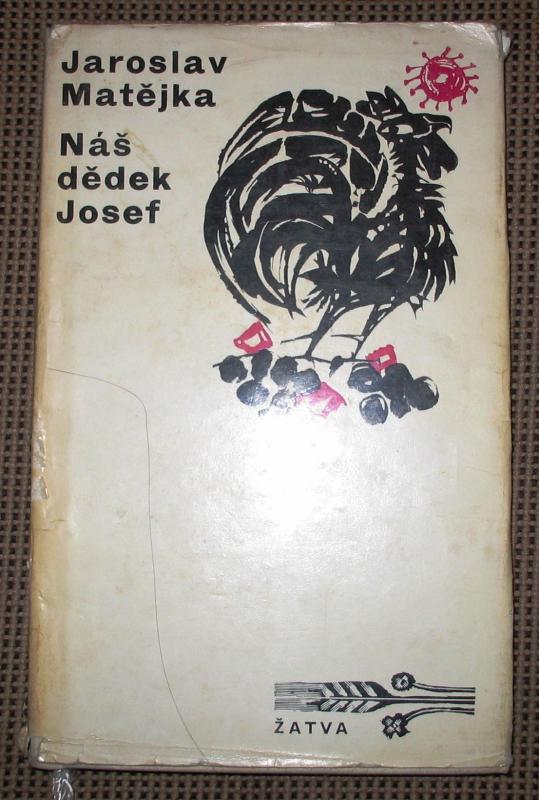 Jaroslav
Matějka
Náš
dědek
Josef
ŽATVA